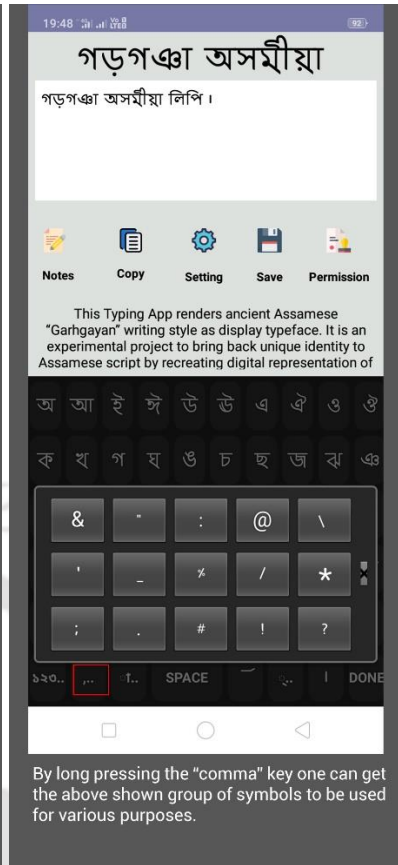 19:48
92
গড়গঞা অসমীয়া
গড়গঞা অসমীয়া লিপি ।
Notes Copy Setting Save Permission
This Typing App renders ancient Assamese
“Garhgayan” writing style as display typeface. It is an
experimental project to bring back unique identity to
Assamese script by recreating digital representation of
অ আ ই ঈ উ ঊ এ ঐ ও ঔ
ক খ গ ঘ ঙ চ ছ জ ঝ ঞ
& " : @ \
' _ % / *
; . # ! ?
১২৩.. ,.. া.. SPACE ্.. । DONE
By long pressing the “comma” key one can get
the above shown group of symbols to be used
for various purposes.